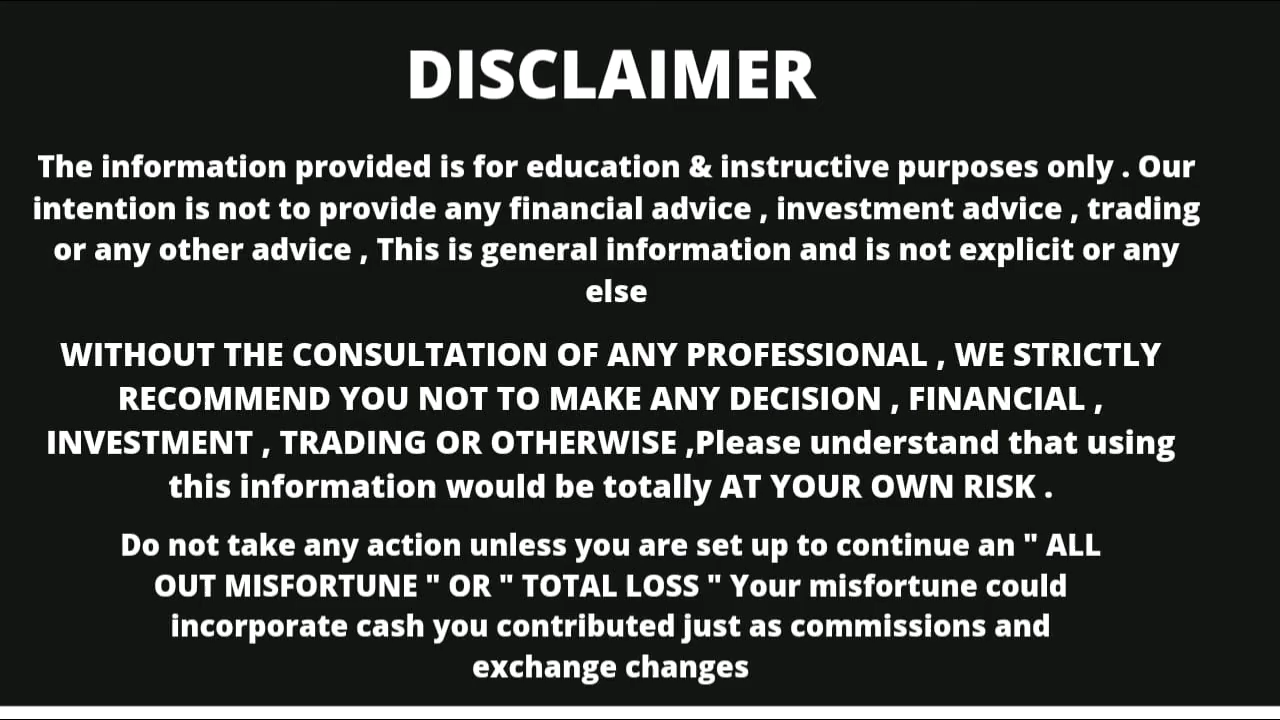 DISCLAIMER
The information provided is for education & instructive purposes only . Our
intention is not to provide any financial advice , investment advice , trading
or any other advice , This is general information and is not explicit or any
else
WITHOUT THE CONSULTATION OF ANY PROFESSIONAL , WE STRICTLY
RECOMMEND YOU NOT TO MAKE ANY DECISION , FINANCIAL ,
INVESTMENT , TRADING OR OTHERWISE ,Please understand that using
this information would be totally AT YOUR OWN RISK .
Do not take any action unless you are set up to continue an " ALL
OUT MISFORTUNE " OR " TOTAL LOSS " Your misfortune could
incorporate cash you contributed just as commissions and
exchange changes